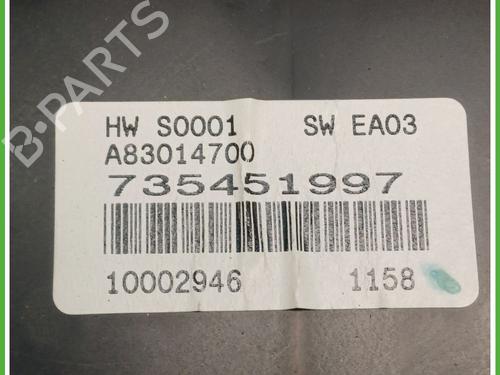 B-PARTS
HW S0001 SW EA03
A83014700
735451997
10002946 1158